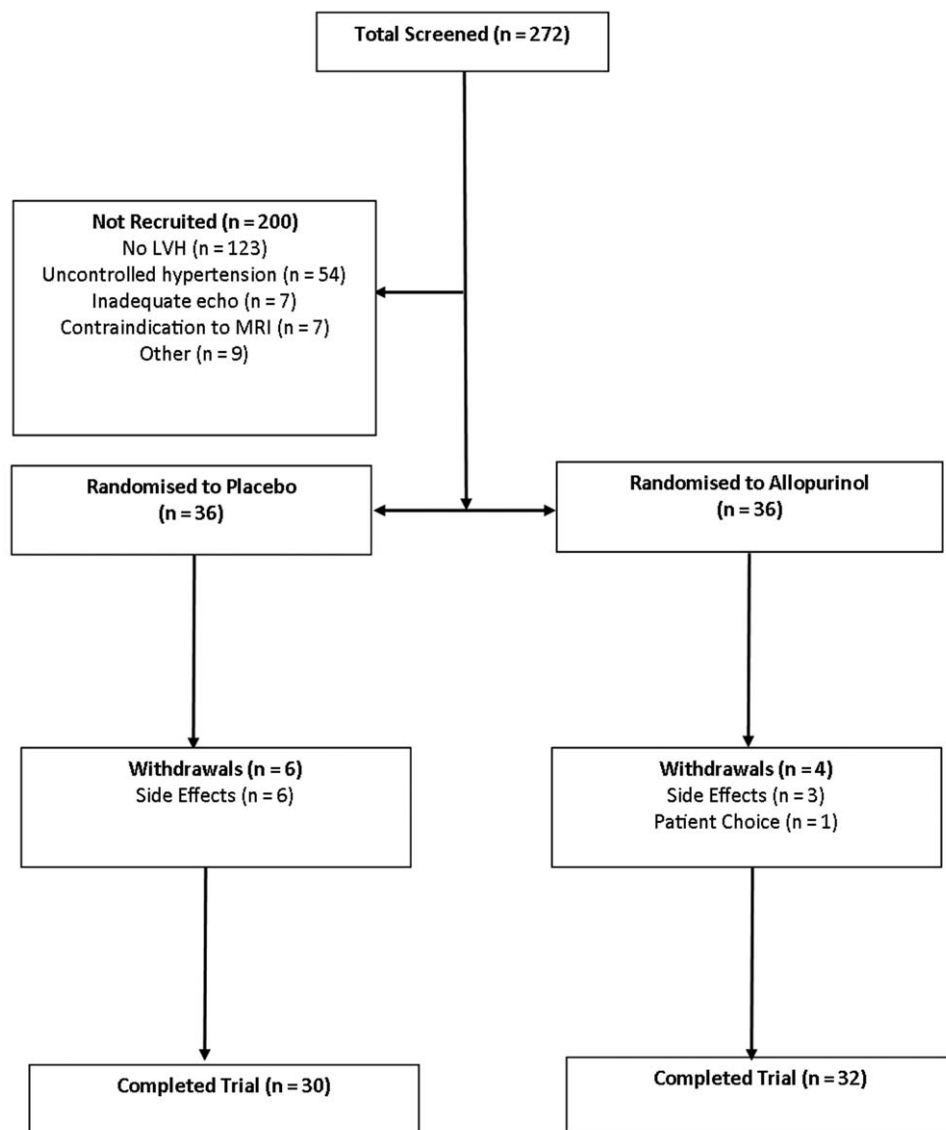 Total Screened (n = 272)
Not Recruited (n = 200)
No LVH (n = 123)
Uncontrolled hypertension (n = 54)
Inadequate echo (n = 7)
Contraindication to MRI (n = 7)
Other (n = 9)
Randomised to Placebo
(n = 36)
Randomised to Allopurinol
(n = 36)
Withdrawals (n = 6)
Side Effects (n = 6)
Withdrawals (n = 4)
Side Effects (n = 3)
Patient Choice (n = 1)
Completed Trial (n = 30)
Completed Trial (n = 32)